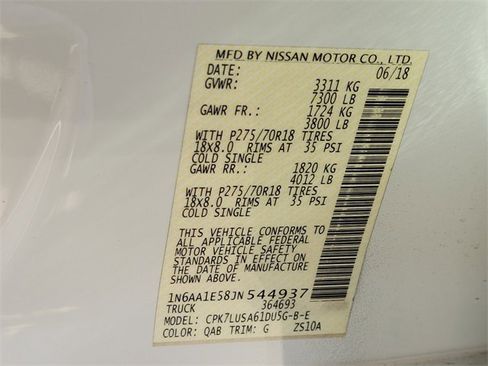 MFD BY NISSAN MOTOR CO., LTD.
DATE: 06/18
GVWR: 3311 KG
7300 LB
GAWR FR.: 1724 KG
3800 LB
WITH P275/70R18 TIRES
18x8.0 RIMS AT 35 PSI
COLD SINGLE
GAWR RR.: 1820 KG
4012 LB
WITH P275/70R18 TIRES
18x8.0 RIMS AT 35 PSI
COLD SINGLE
THIS VEHICLE CONFORMS TO
ALL APPLICABLE FEDERAL
MOTOR VEHICLE SAFETY
STANDARDS IN EFFECT ON
THE DATE OF MANUFACTURE
SHOWN ABOVE.
1N6AA1E58JN544937
TRUCK 364693
MODEL: CPK7LUSA61DU5G-B-E
COLOR: QAB TRIM: G ZS10A